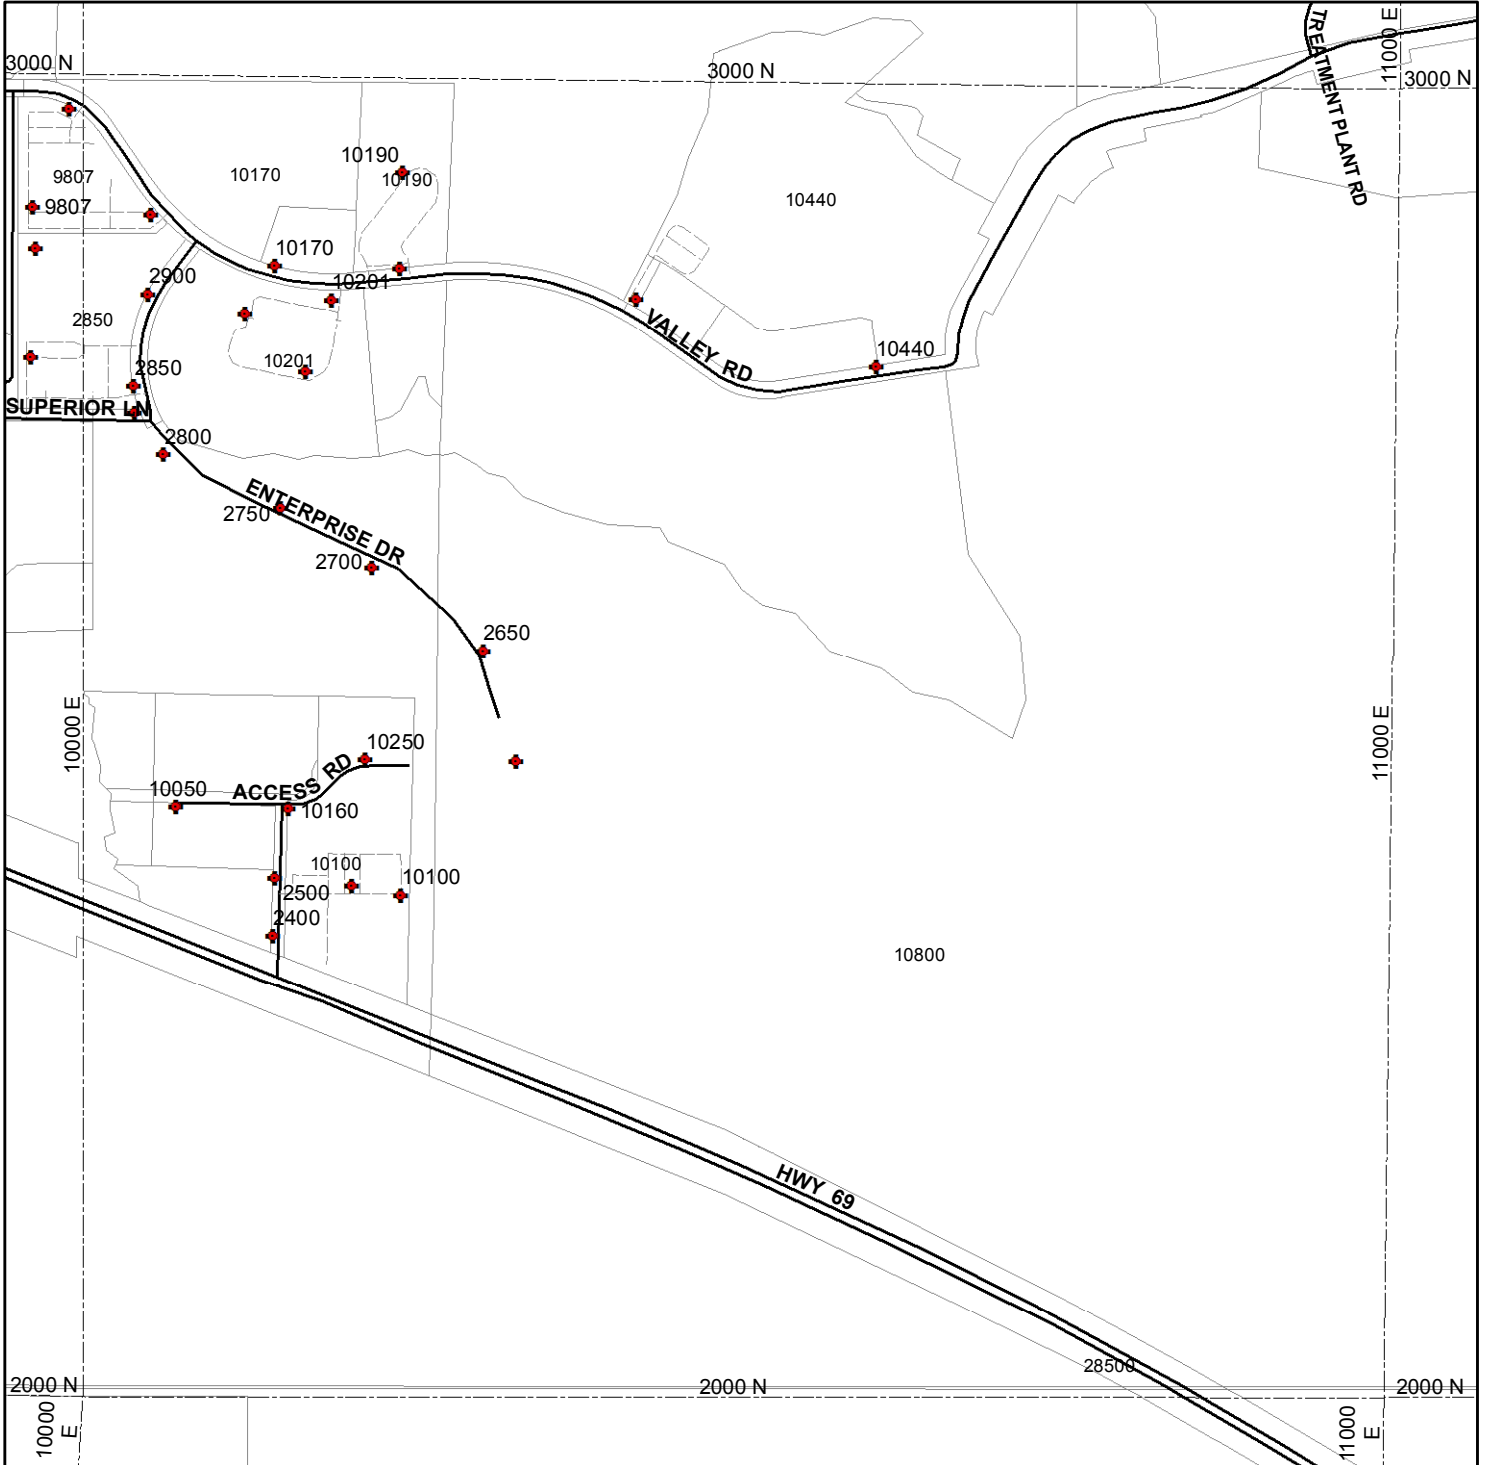 3000 N
3000 N
3000 N
11000 E
TREATMENT PLANT RD
10190
10190
10170
9807
9807
10440
10170
10201
2900
2850
10201
VALLEY RD
10440
2850
SUPERIOR LN
2800
ENTERPRISE DR
2750
2700
2650
10000 E
11000 E
10250
ACCESS RD
10050
10160
10100
10100
2500
2400
10800
HWY 69
28500
2000 N
2000 N
2000 N
10000
E
11000
E